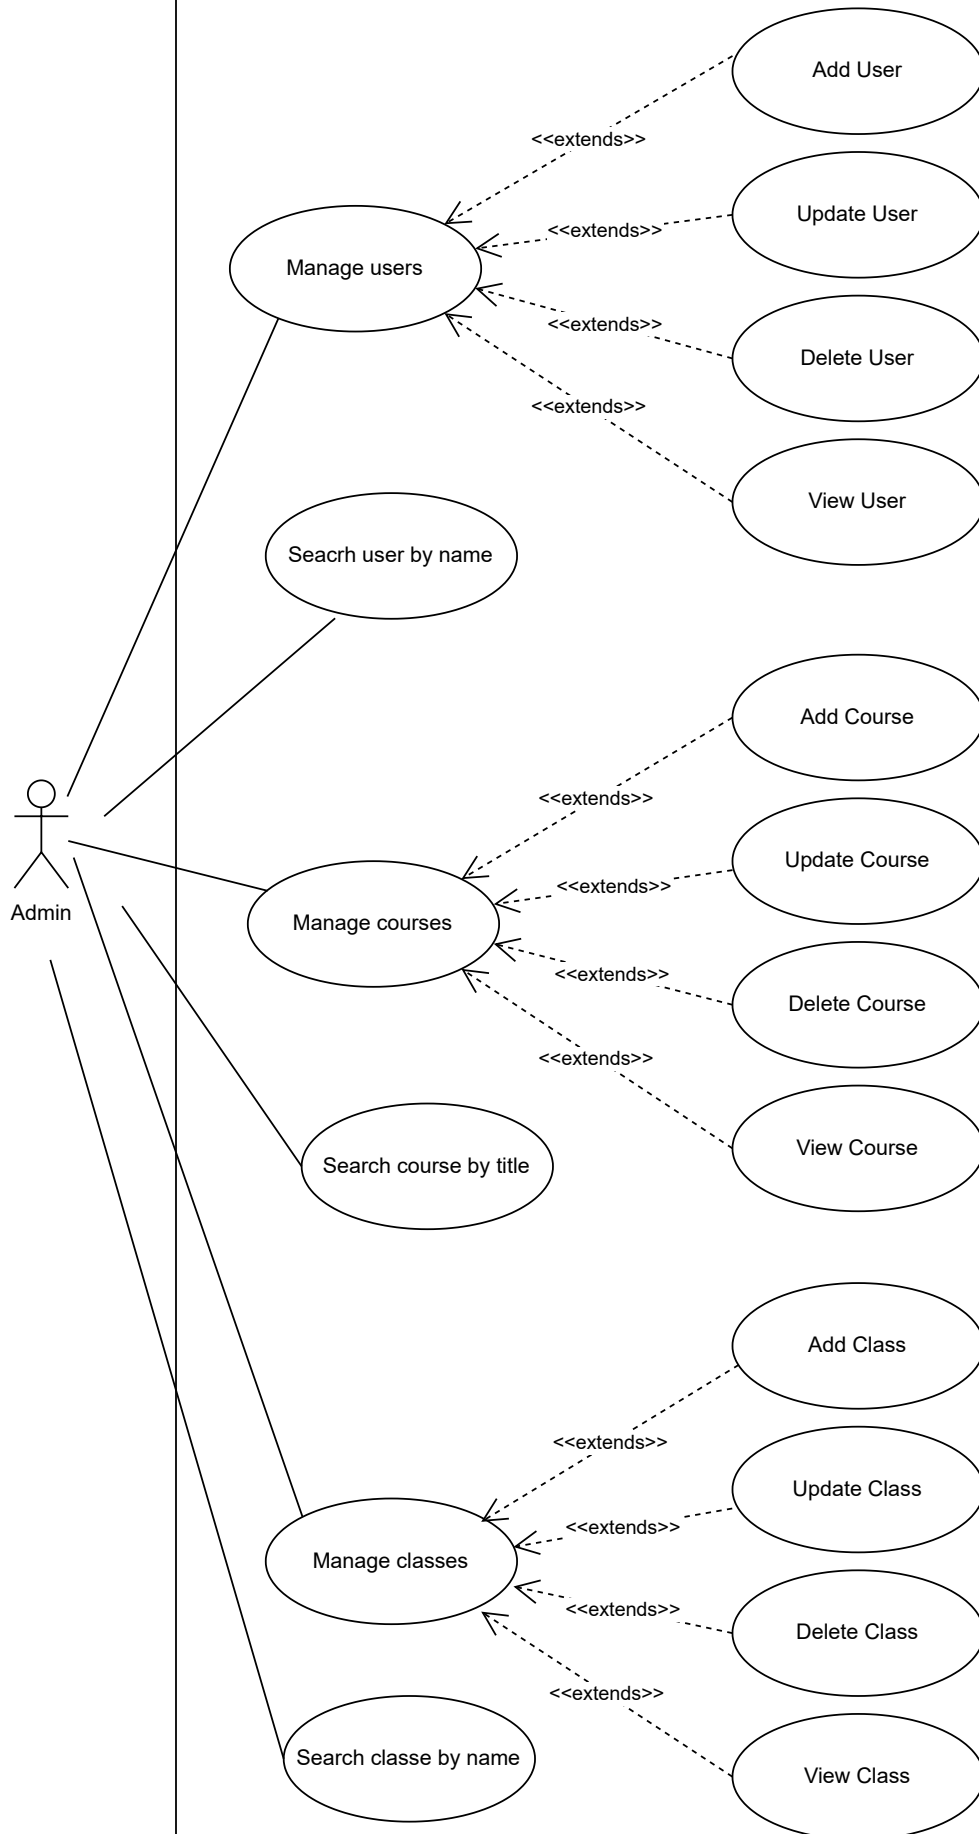 Add User
<<extends>>
Update User
<<extends>>
Manage users
<<extends>>
Delete User
<<extends>>
View User
Seacrh user by name
Add Course
<<extends>>
Update Course
<<extends>>
Admin
Manage courses
<<extends>>
Delete Course
<<extends>>
View Course
Search course by title
Add Class
<<extends>>
Update Class
<<extends>>
Manage classes
<<extends>>
Delete Class
<<extends>>
Search classe by name
View Class